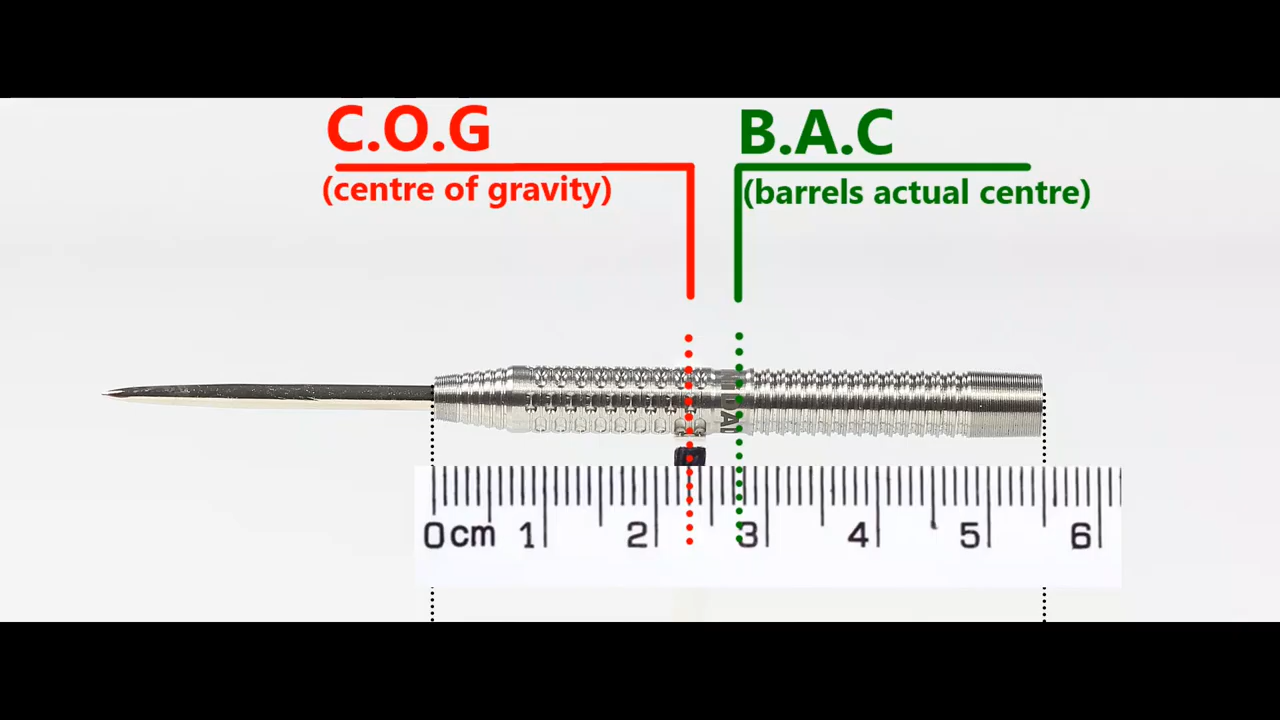 C.O.G
(centre of gravity)
B.A.C
(barrels actual centre)
0cm 1 2 3 4 5 6